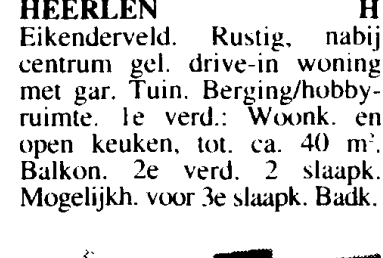 HEERLEN H
Eikenderveld. Rustig, nabij
centrum gel. drive-in woning
met gar. Tuin. Berging/hobby-
ruimte. 1e verd.: Woonk. en
open keuken, tot. ca. 40 m².
Balkon. 2e verd. 2 slaapk.
Mogelijkh. voor 3e slaapk. Badk.